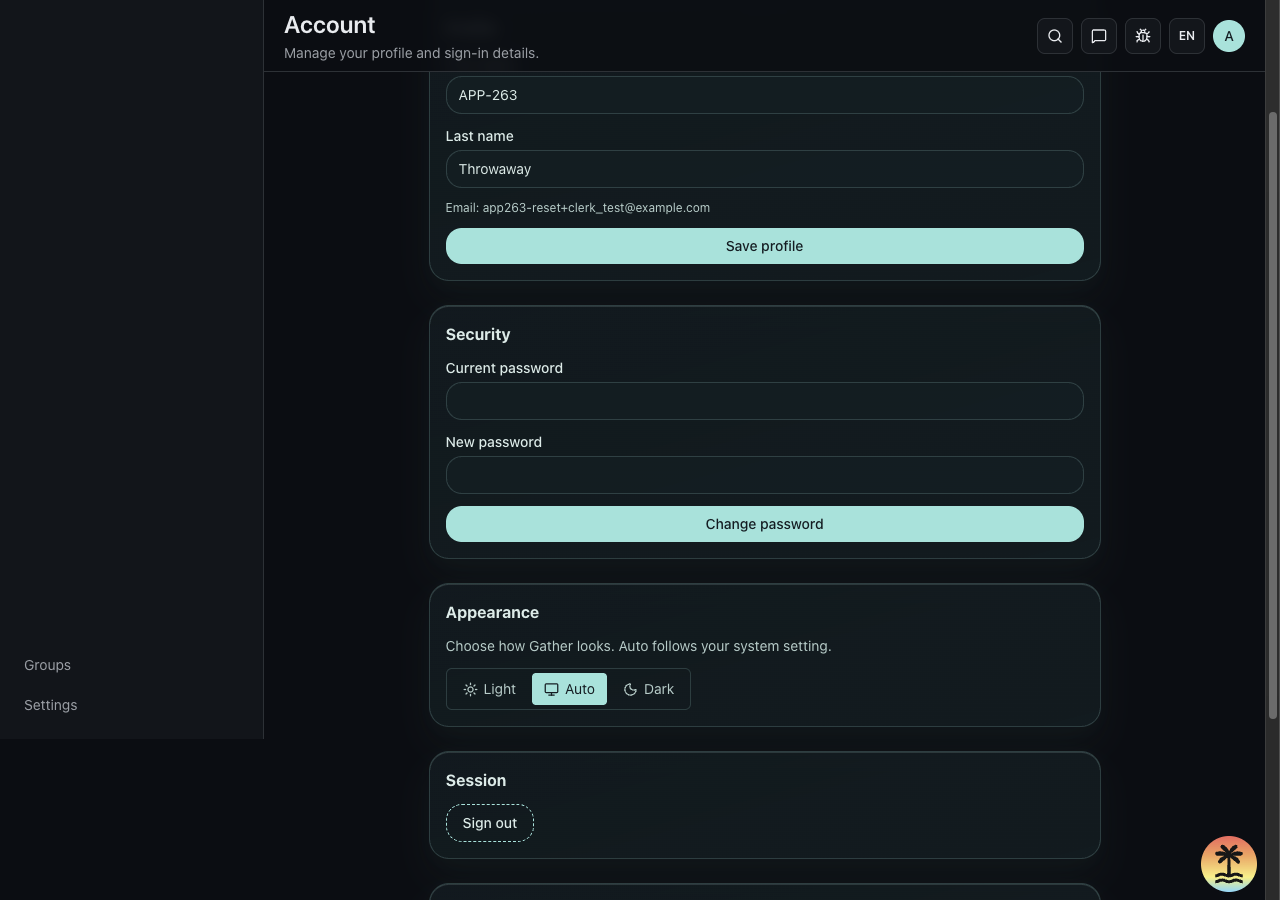 Account
Manage your profile and sign-in details.
EN
A
APP-263
Last name
Throwaway
Email: app263-reset+clerk_test@example.com
Save profile
Security
Current password
New password
Change password
Appearance
Choose how Gather looks. Auto follows your system setting.
Light
Auto
Dark
Groups
Settings
Session
Sign out